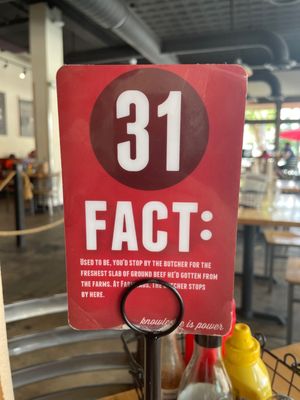 31
FACT:
USED TO BE, YOU'D STOP BY THE BUTCHER FOR THE
FRESHEST SLAB OF GROUND BEEF HE'D GOTTEN FROM
THE FARMS. AT BUTCHER STOPS
BY HERE.
is power